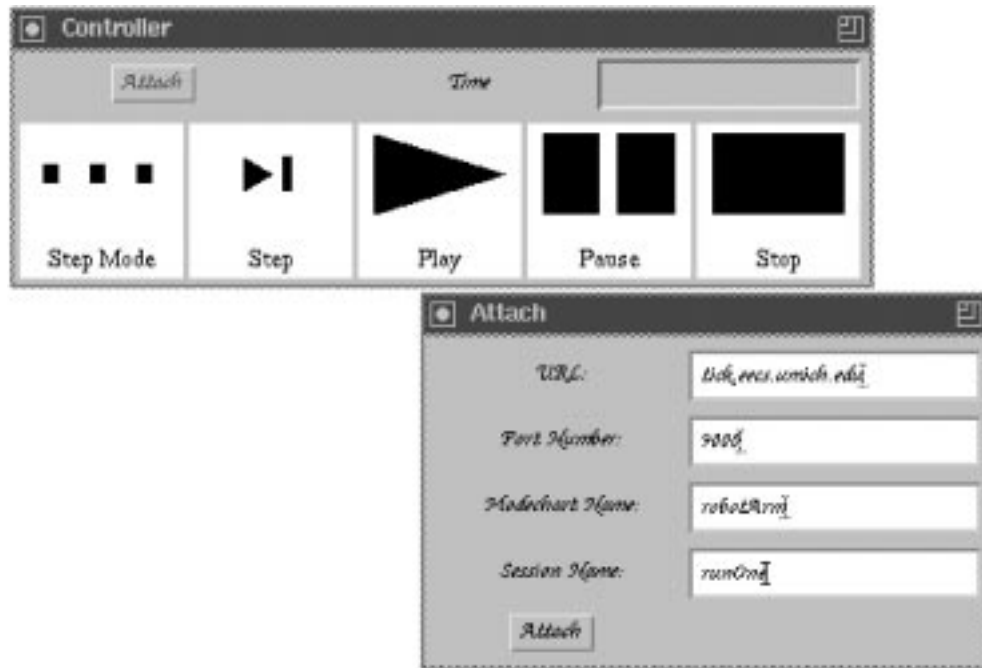 Controller
Attach Time
Step Mode Step Play Pause Stop
Attach
URL: tick.eecs.umich.edu
Port Number: 9000
Modechart Name: robotArm
Session Name: runOne
Attach